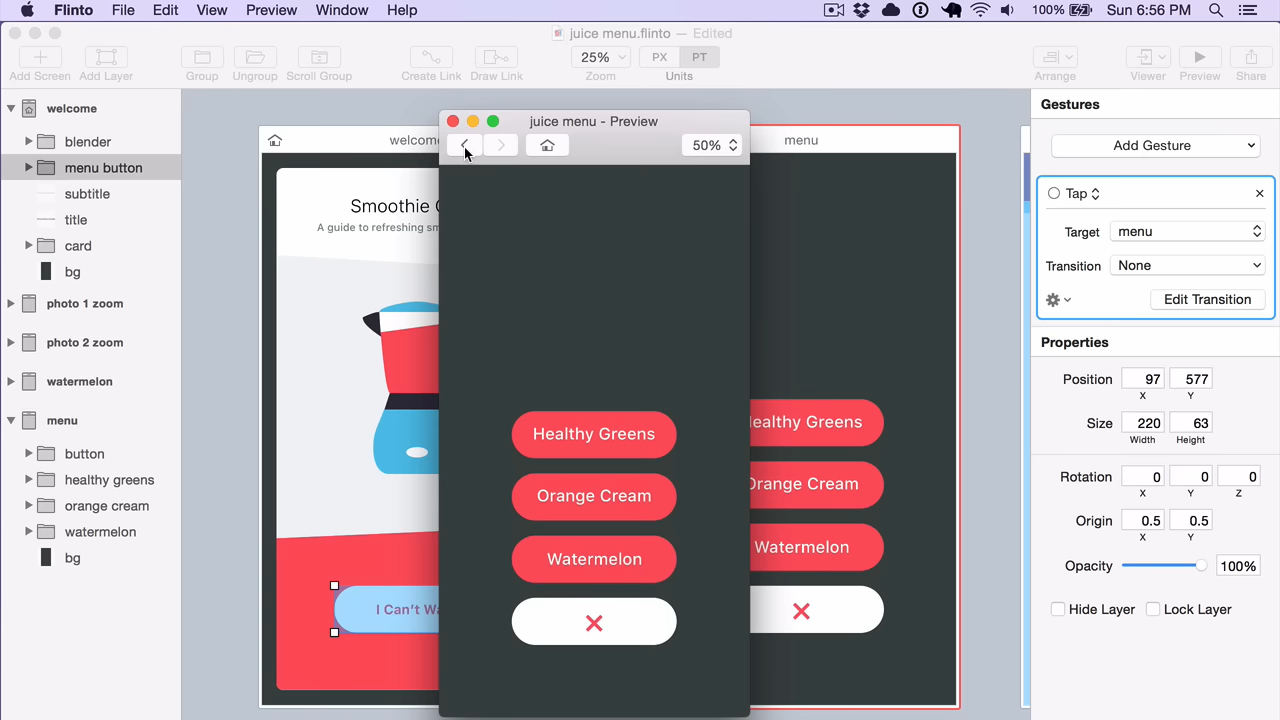 Flinto File Edit View Preview Window Help 100% Sun 6:56 PM
juice menu.flinto — Edited
25% PX PT
Add Screen Add Layer Group Ungroup Scroll Group Create Link Draw Link Zoom Units Arrange Viewer Preview Share
welcome
blender
menu button
subtitle
title
card
bg
photo 1 zoom
photo 2 zoom
watermelon
menu
button
healthy greens
orange cream
watermelon
bg
welcome
Smoothie
A guide to refreshing
I Can't
juice menu - Preview
50%
Healthy Greens
Orange Cream
Watermelon
menu
Healthy Greens
Orange Cream
Watermelon
Gestures
Add Gesture
Tap
Target menu
Transition None
Edit Transition
Properties
Position 97 577
X Y
Size 220 63
Width Height
Rotation 0 0 0
X Y Z
Origin 0.5 0.5
X Y
Opacity 100%
Hide Layer Lock Layer